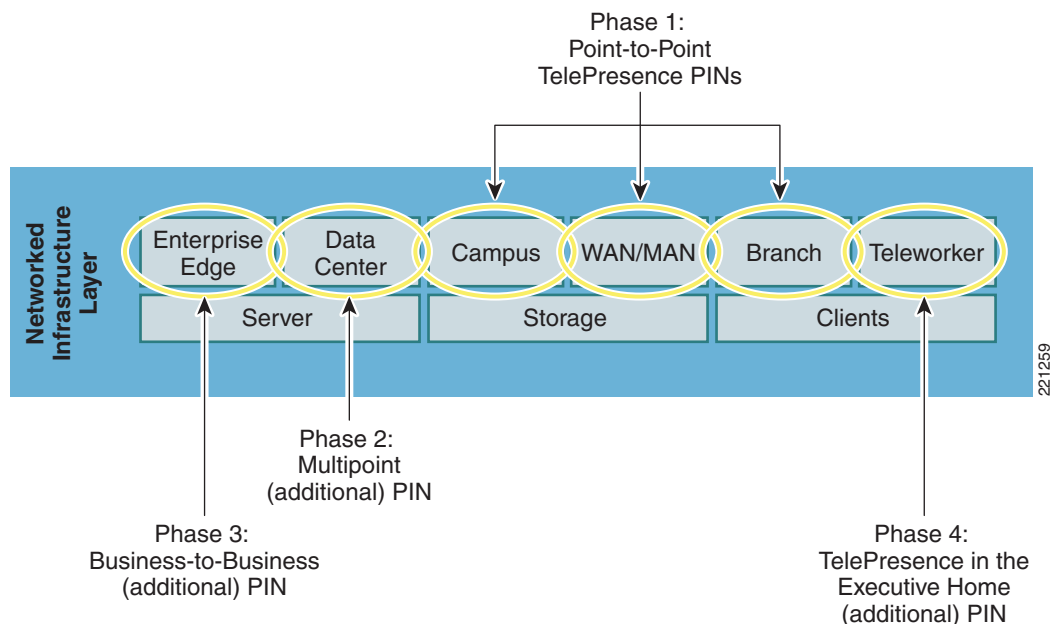 Phase 1:
Point-to-Point
TelePresence PINs
Networked
Infrastructure
Layer
Enterprise
Edge
Data
Center
Campus
WAN/MAN
Branch
Teleworker
Server
Storage
Clients
221259
Phase 2:
Multipoint
(additional) PIN
Phase 3:
Business-to-Business
(additional) PIN
Phase 4:
TelePresence in the
Executive Home
(additional) PIN